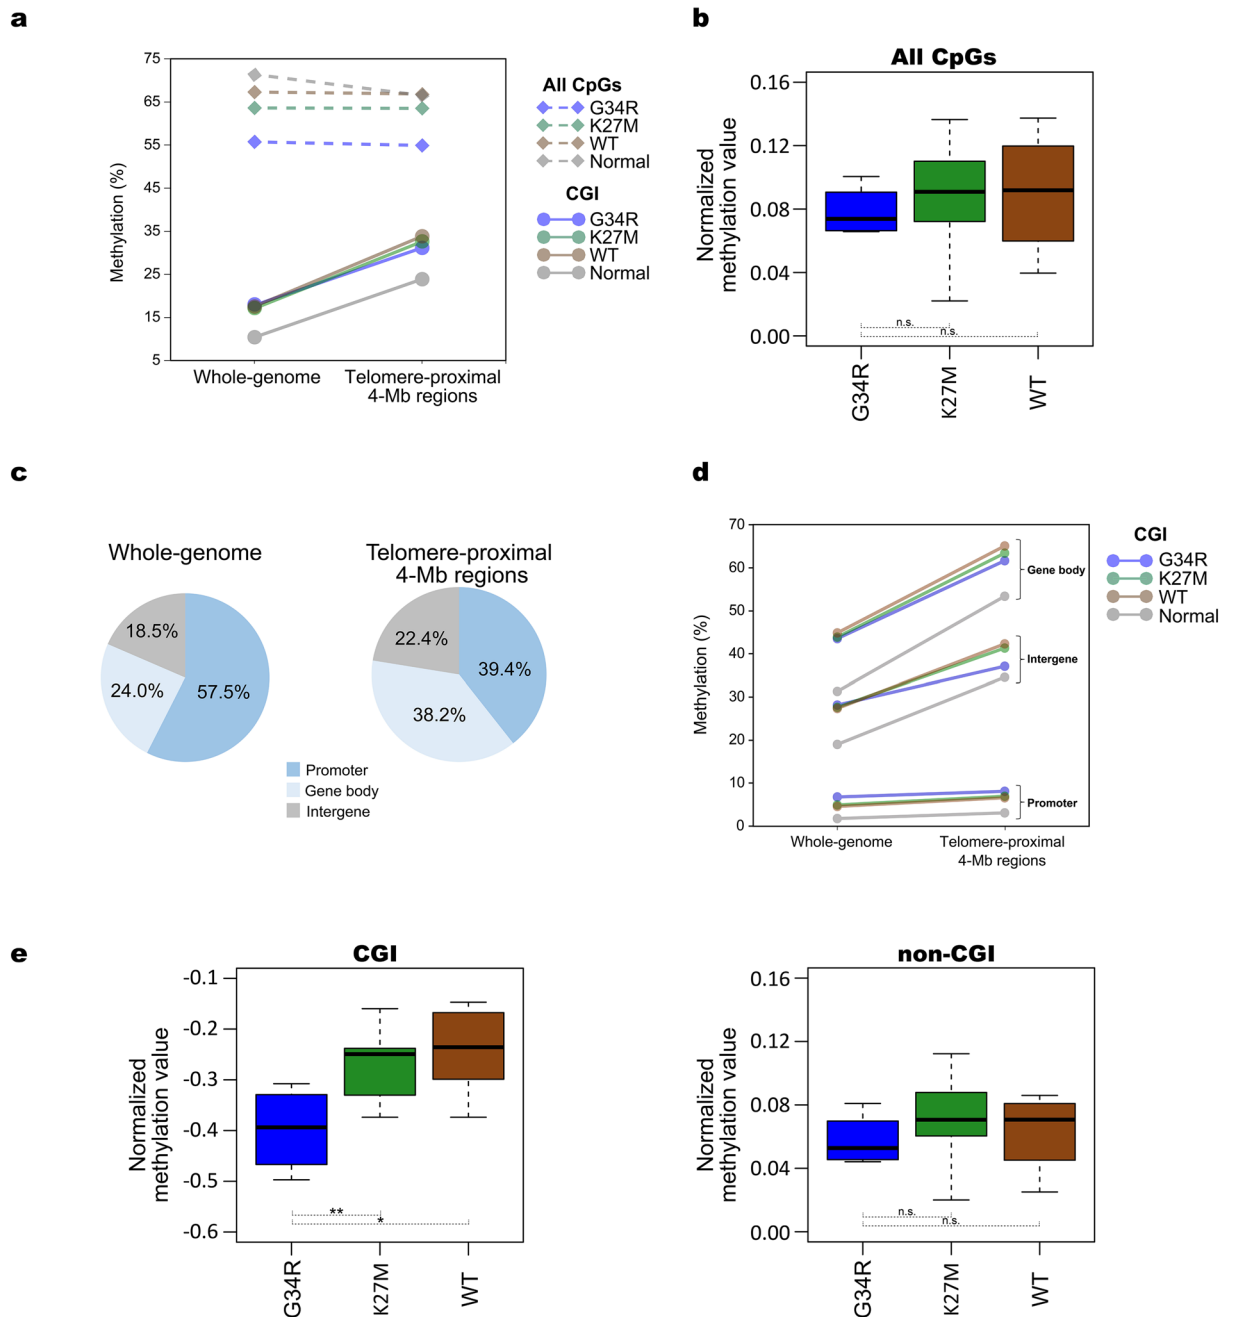 a
75
65
55
45
35
25
15
5
Methylation (%)
Whole-genome
Telomere-proximal
4-Mb regions
All CpGs
G34R
K27M
WT
Normal
CGI
G34R
K27M
WT
Normal
b
All CpGs
0.16
0.12
0.08
0.04
0.00
Normalized
methylation value
n.s.
n.s.
G34R
K27M
WT
c
Whole-genome
18.5%
24.0%
57.5%
Telomere-proximal
4-Mb regions
22.4%
39.4%
38.2%
Promoter
Gene body
Intergene
d
70
60
50
40
30
20
10
0
Methylation (%)
Gene body
Intergene
Promoter
Whole-genome
Telomere-proximal
4-Mb regions
CGI
G34R
K27M
WT
Normal
e
CGI
-0.1
-0.2
-0.3
-0.4
-0.5
-0.6
Normalized
methylation value
**
*
G34R
K27M
WT
non-CGI
0.16
0.12
0.08
0.04
0.00
Normalized
methylation value
n.s.
n.s.
G34R
K27M
WT